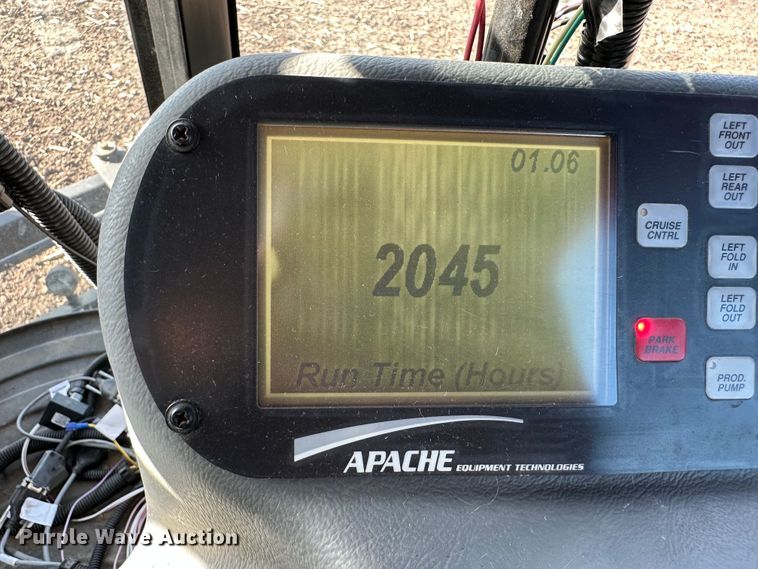 01.06
2045
Run Time (Hours)
APACHE EQUIPMENT TECHNOLOGIES
LEFT
FRONT
OUT
LEFT
REAR
OUT
CRUISE
CNTRL
LEFT
FOLD
IN
LEFT
FOLD
OUT
PARK
BRAKE
PROD.
PUMP
Purple Wave Auction